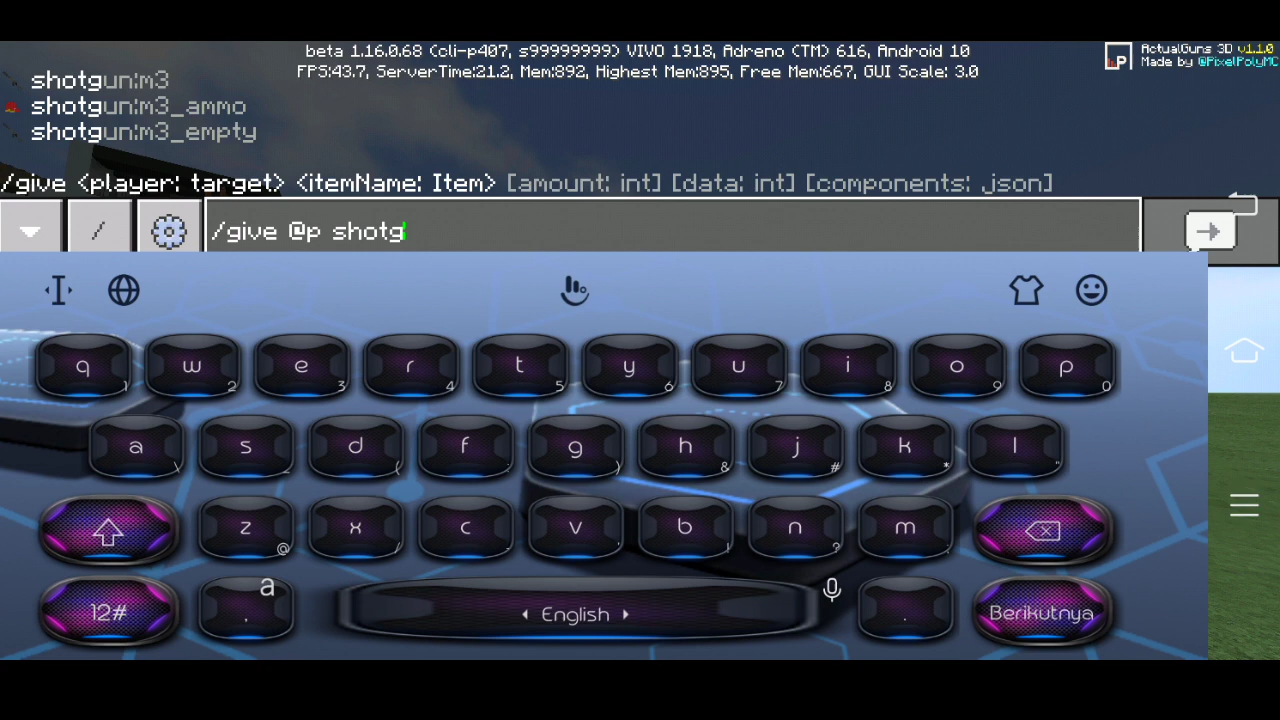 beta 1.16.0.68 (cli-p407, s99999999) VIVO 1918, Adreno (TM) 616, Android 10
FPS:43.7, ServerTime:21.2, Mem:892, Highest Mem:895, Free Mem:667, GUI Scale: 3.0
ActualGuns 3D v1.1.0
Made by @PixelPolyMC
shotgun:m3
shotgun:m3_ammo
shotgun:m3_empty
/give <player: target> <itemName: Item> [amount: int] [data: int] [components: json]
/
/give @p shotg
q 1 w 2 e 3 r 4 t 5 y 6 u 7 i 8 o 9 p 0
a \ s _ d ( f : g ) h & j # k * l "
z @ x / c - v ' b ! n ? m
12# , a English . Berikutnya